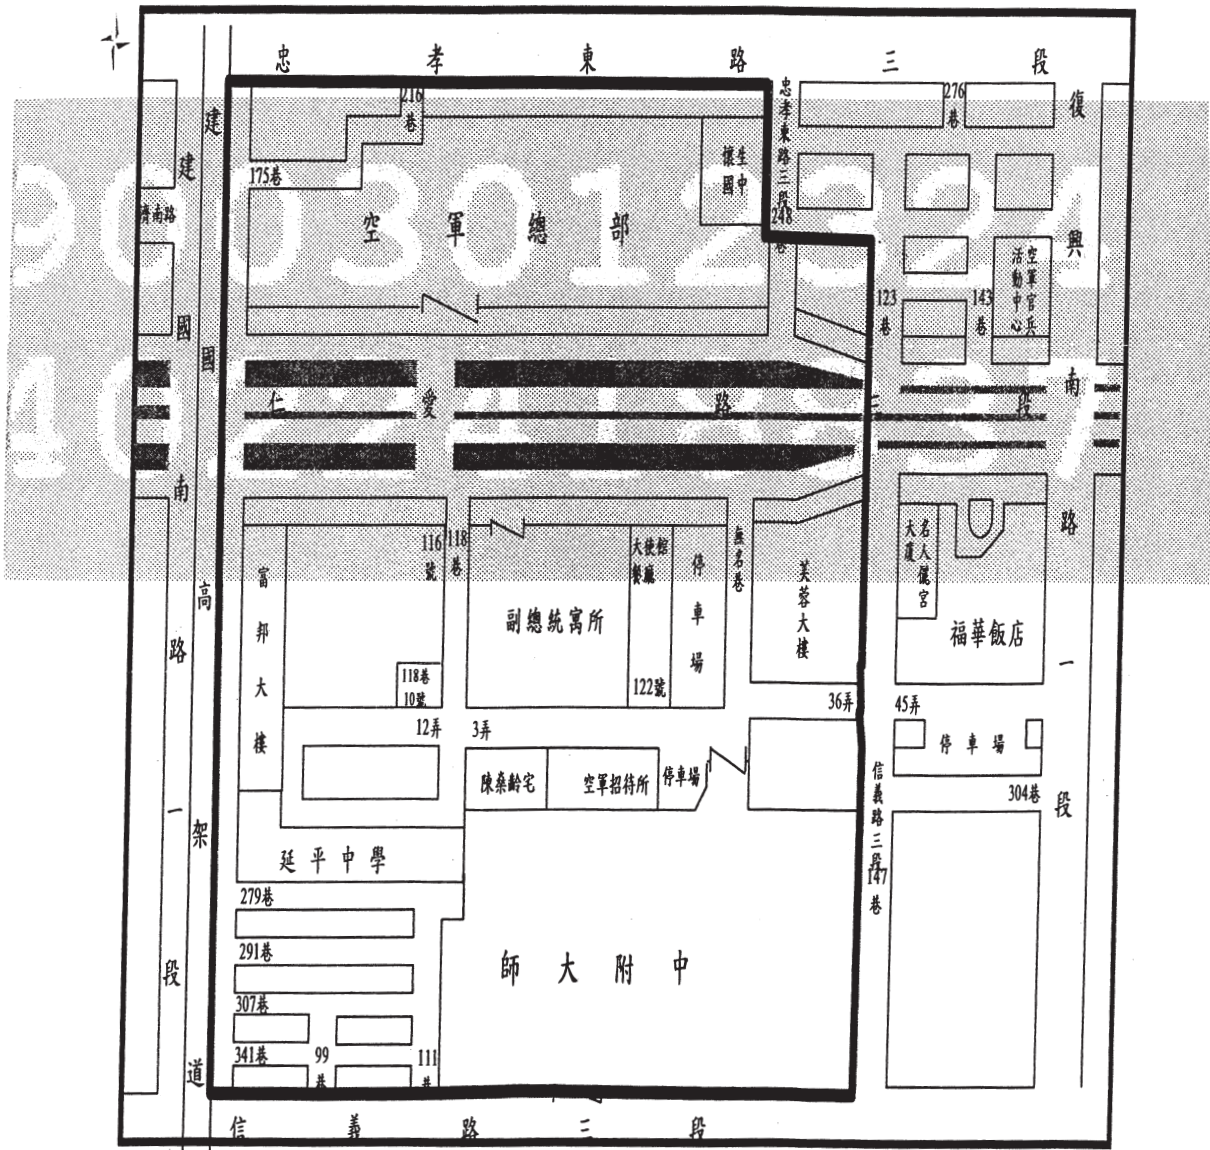 忠孝東路三段
建國南路一段
建國高架道
復興南路一段
忠孝東路三段248巷
216巷
276巷
175巷
懷生國中
濟南路
空軍總部
空軍官兵活動中心
123巷
143巷
仁愛路三段
116號
118巷
大使館餐廳
停車場
無名巷
芙蓉大樓
名人健宮大廈
富邦大樓
副總統寓所
福華飯店
118巷10號
122號
36弄
45弄
12弄
3弄
停車場
陳燊齡宅
空軍招待所
停車場
304巷
信義路三段147巷
延平中學
279巷
291巷
師大附中
307巷
341巷
99巷
111巷
信義路三段
9603012324